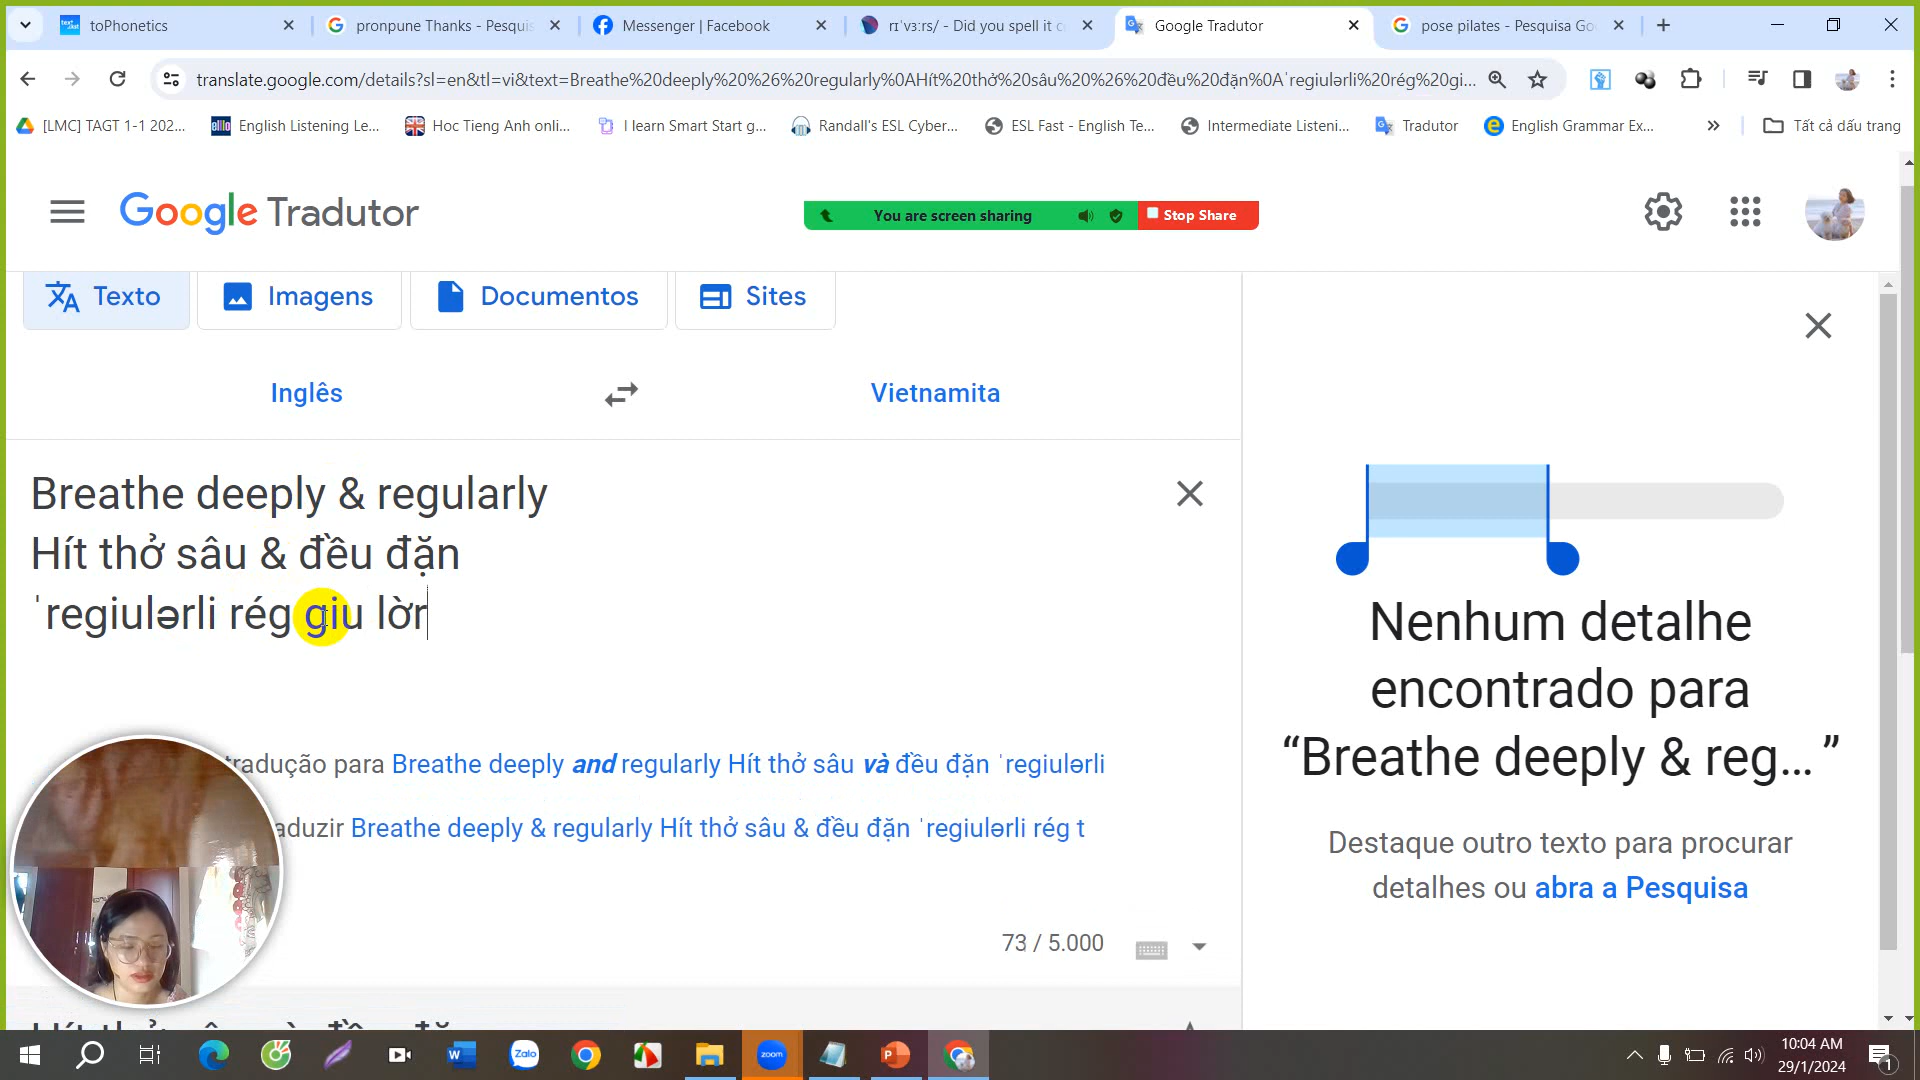 toPhonetics
pronpune Thanks - Pesquis
Messenger | Facebook
rɪˈvɜːrs/ - Did you spell it c
Google Tradutor
pose pilates - Pesquisa Go
translate.google.com/details?sl=en&tl=vi&text=Breathe%20deeply%20%26%20regularly%0AHít%20thở%20sâu%20%26%20đều%20đặn%0Aˈregiulərli%20rég%20gi...
[LMC] TAGT 1-1 202...
English Listening Le...
Hoc Tieng Anh onli...
I learn Smart Start g...
Randall's ESL Cyber...
ESL Fast - English Te...
Intermediate Listeni...
Tradutor
English Grammar Ex...
Tất cả dấu trang
Google Tradutor
You are screen sharing
Stop Share
Texto
Imagens
Documentos
Sites
Inglês
Vietnamita
Breathe deeply & regularly
Hít thở sâu & đều đặn
ˈregiulərli rég giu lờr
tradução para Breathe deeply and regularly Hít thở sâu và đều đặn ˈregiulərli
aduzir Breathe deeply & regularly Hít thở sâu & đều đặn ˈregiulərli rég t
73 / 5.000
Nenhum detalhe
encontrado para
“Breathe deeply & reg... ”
Destaque outro texto para procurar
detalhes ou abra a Pesquisa
Zalo
zoom
10:04 AM
29/1/2024
1